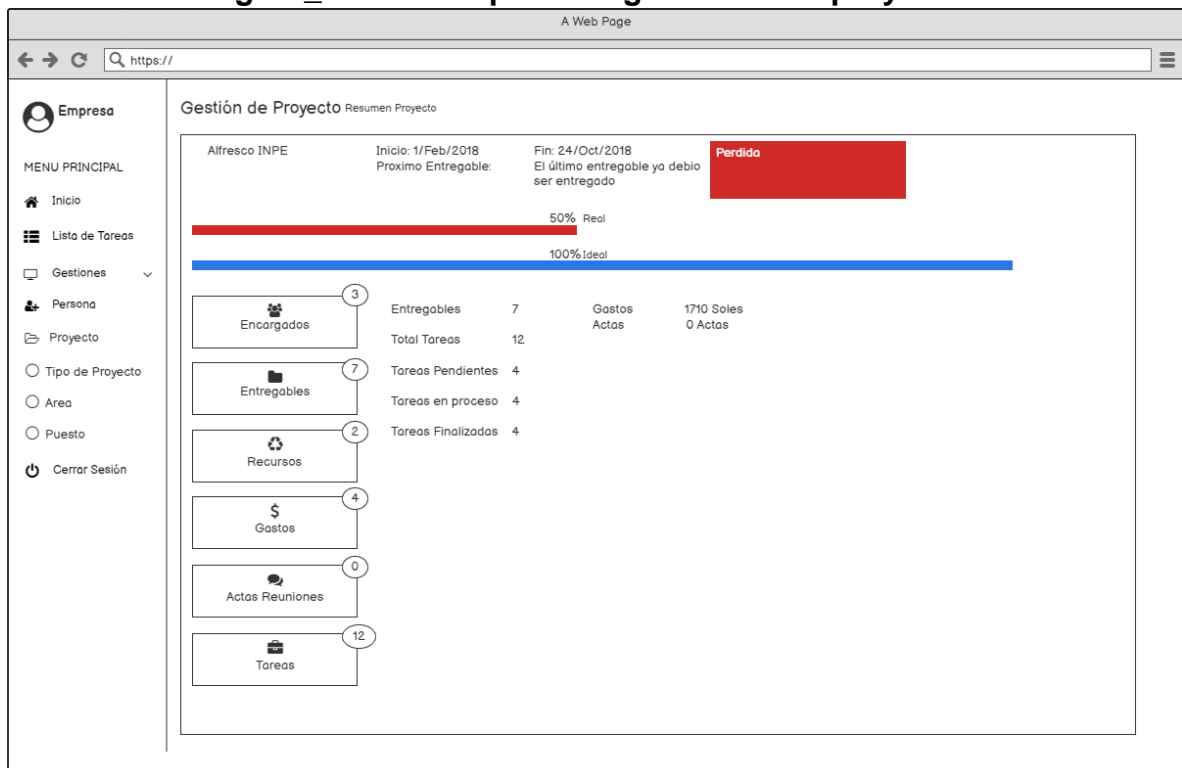 A Web Page
https://
Empresa
MENU PRINCIPAL
Inicio
Lista de Tareas
Gestiones
Persona
Proyecto
Tipo de Proyecto
Area
Puesto
Cerrar Sesión
Gestión de Proyecto Resumen Proyecto
Alfresco INPE
Inicio: 1/Feb/2018
Proximo Entregable:
Fin: 24/Oct/2018
El último entregable ya debio
ser entregado
Perdida
50% Real
100% Ideal
3
Encargados
7
Entregables
2
Recursos
4
Gastos
0
Actas Reuniones
12
Tareas
Entregables 7
Total Tareas 12
Tareas Pendientes 4
Tareas en proceso 4
Tareas Finalizadas 4
Gastos 1710 Soles
Actas 0 Actas